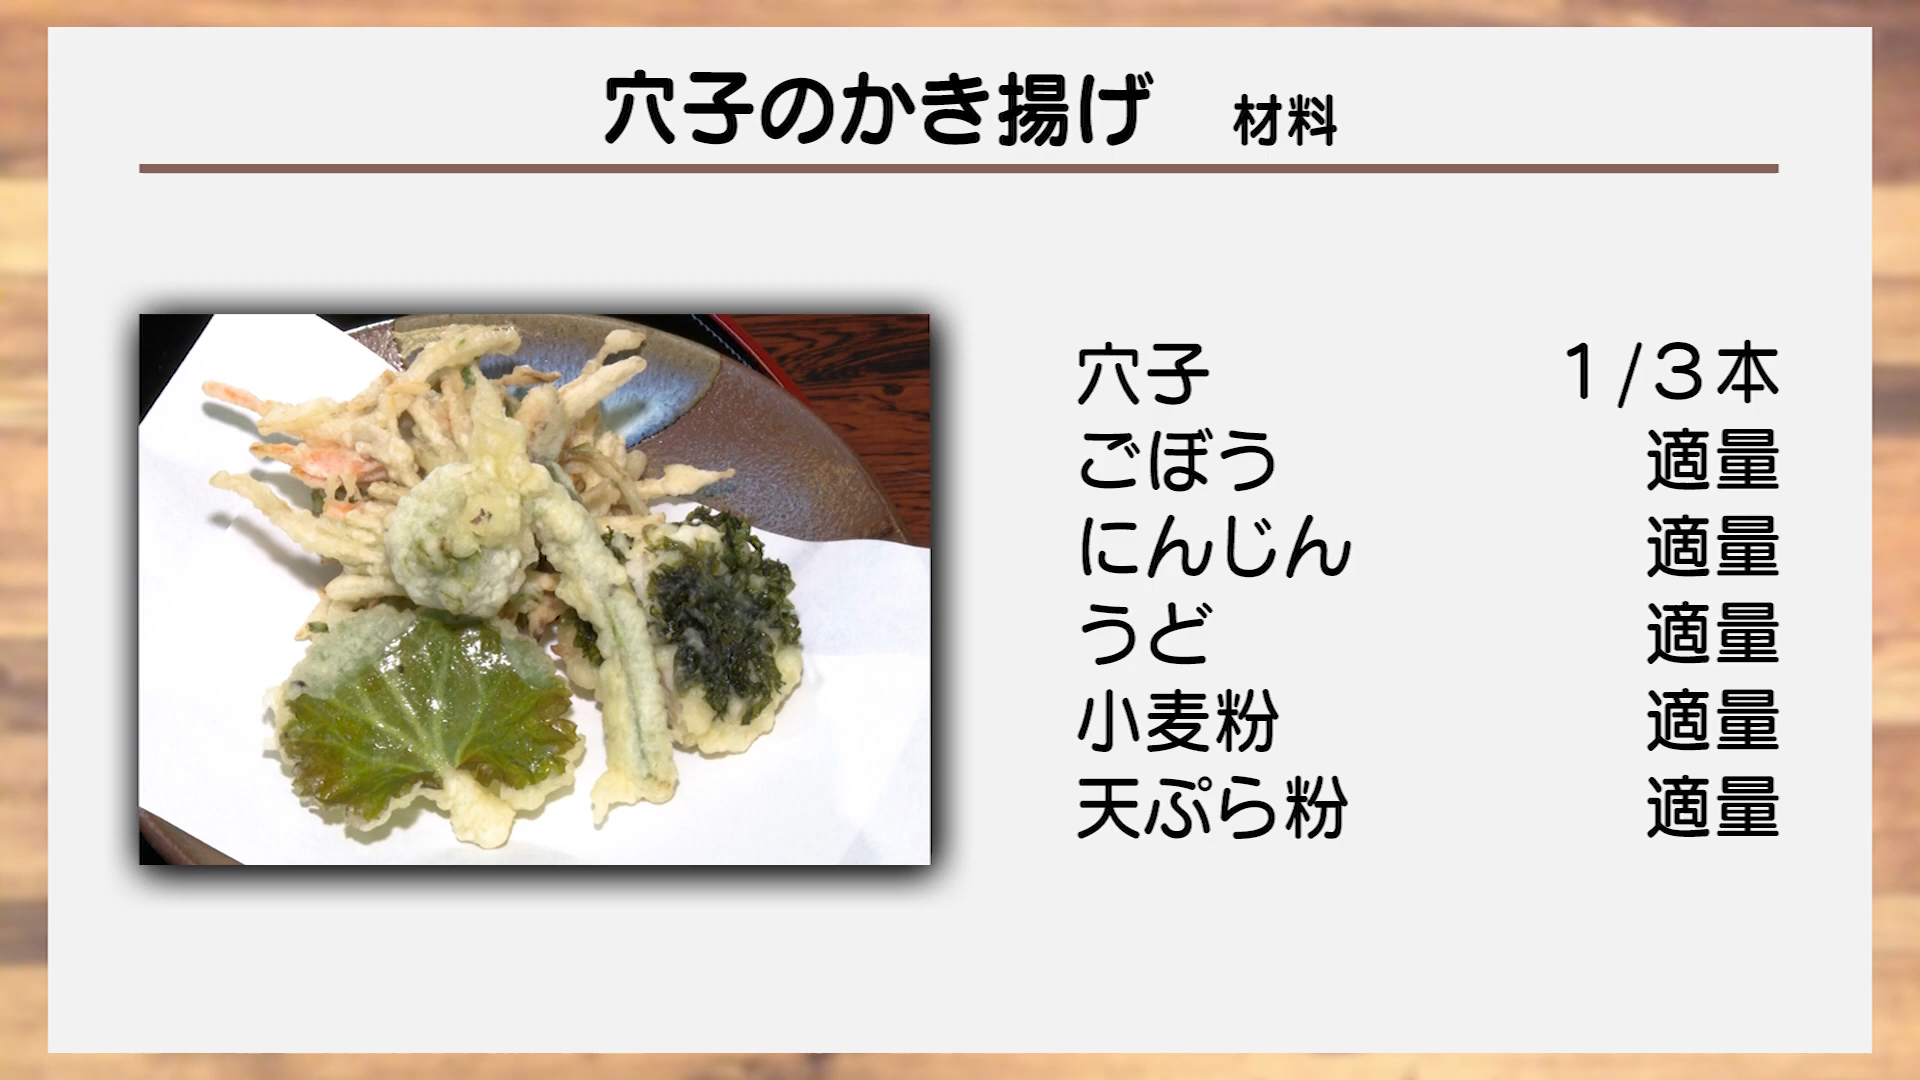 穴子のかき揚げ　材料
穴子　１/３本
ごぼう　適量
にんじん　適量
うど　適量
小麦粉　適量
天ぷら粉　適量